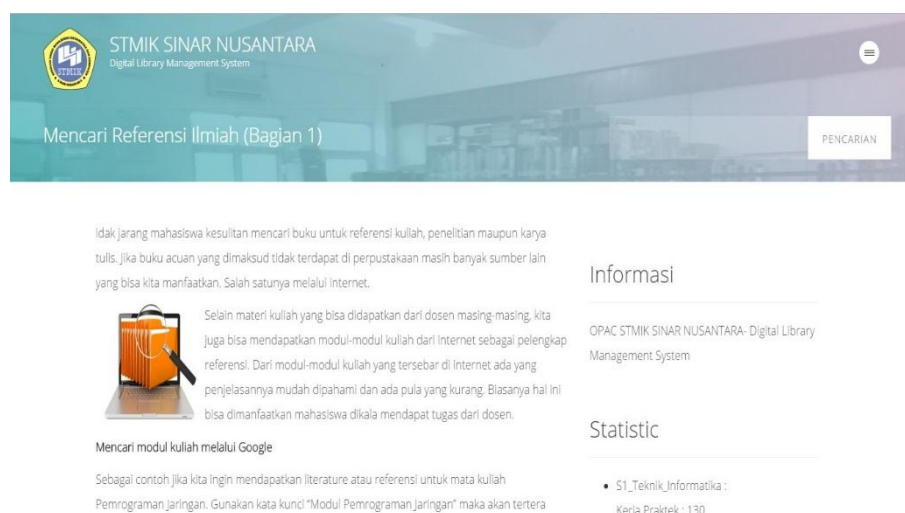 STMIK SINAR NUSANTARA
Digital Library Management System
STMIK
Mencari Referensi Ilmiah (Bagian 1)
PENCARIAN
idak jarang mahasiswa kesulitan mencari buku untuk referensi kuliah, penelitian maupun karya
tulis. Jika buku acuan yang dimaksud tidak terdapat di perpustakaan masih banyak sumber lain
yang bisa kita manfaatkan. Salah satunya melalui internet.
Selain materi kuliah yang bisa didapatkan dari dosen masing-masing, kita
juga bisa mendapatkan modul-modul kuliah dari internet sebagai pelengkap
referensi. Dari modul-modul kuliah yang tersebar di internet ada yang
penjelasannya mudah dipahami dan ada pula yang kurang. Biasanya hal ini
bisa dimanfaatkan mahasiswa dikala mendapat tugas dari dosen.
Mencari modul kuliah melalui Google
Sebagai contoh jika kita ingin mendapatkan literature atau referensi untuk mata kuliah
Pemrograman Jaringan. Gunakan kata kunci "Modul Pemrograman Jaringan" maka akan tertera
Informasi
OPAC STMIK SINAR NUSANTARA- Digital Library
Management System
Statistic
• S1_Teknik_Informatika :
Kerja Praktek : 130